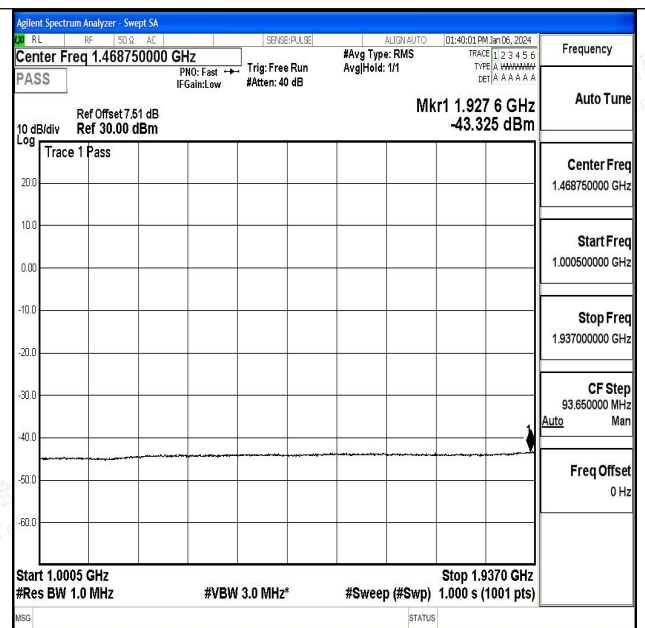 Agilent Spectrum Analyzer - Swept SA
LXI RL RF 50 Ω AC SENSE:PULSE ALIGN AUTO 01:40:01 PM Jan 06, 2024
Center Freq 1.468750000 GHz
PNO: Fast
IFGain:Low
Trig: Free Run
#Atten: 40 dB
#Avg Type: RMS
Avg|Hold: 1/1
TRACE 1 2 3 4 5 6
TYPE A WWWWW
DET A A A A A A
PASS
Mkr1 1.927 6 GHz
-43.325 dBm
Ref Offset 7.51 dB
10 dB/div Ref 30.00 dBm
Log
Trace 1 Pass
20.0
10.0
0.00
-10.0
-20.0
-30.0
-40.0
-50.0
-60.0
1
Start 1.0005 GHz Stop 1.9370 GHz
#Res BW 1.0 MHz #VBW 3.0 MHz* #Sweep (#Swp) 1.000 s (1001 pts)
MSG STATUS
Frequency
Auto Tune
Center Freq
1.468750000 GHz
Start Freq
1.000500000 GHz
Stop Freq
1.937000000 GHz
CF Step
93.650000 MHz
Auto Man
Freq Offset
0 Hz